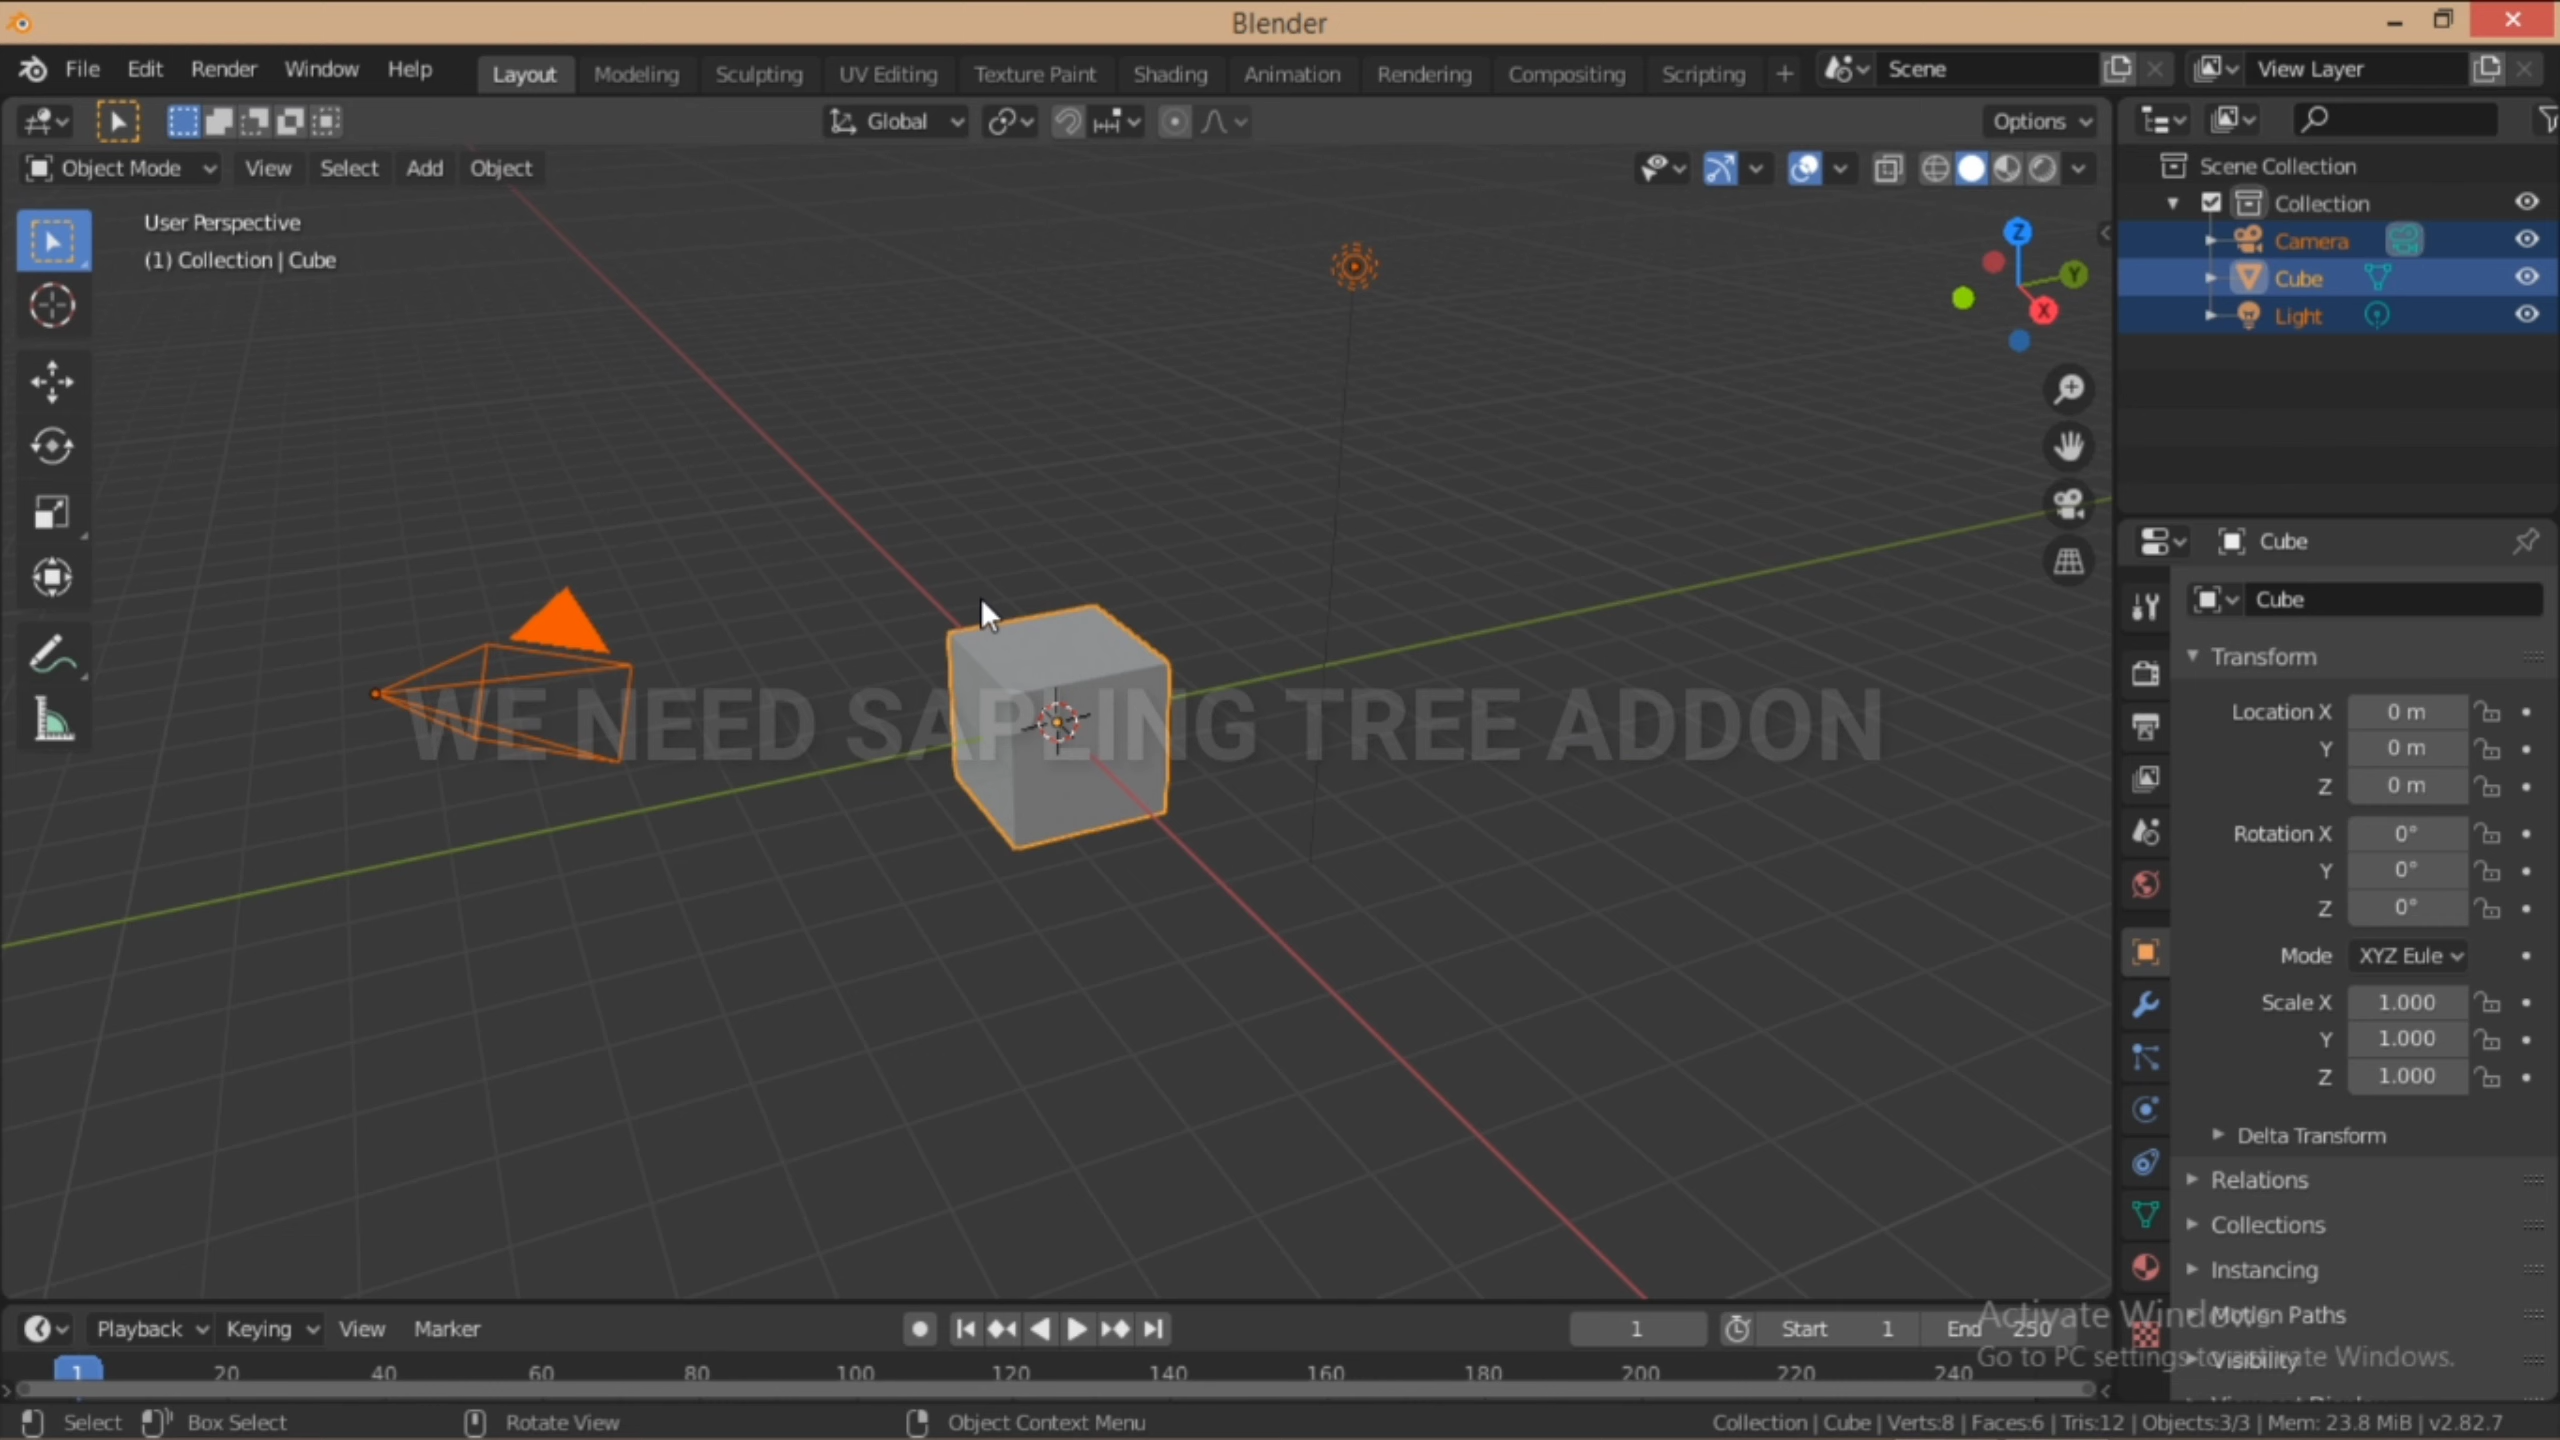 Blender
File Edit Render Window Help Layout Modeling Sculpting UV Editing Texture Paint Shading Animation Rendering Compositing Scripting + Scene View Layer
Global Options
Object Mode View Select Add Object
User Perspective
(1) Collection | Cube
Z
Y
X
Scene Collection
Collection
Camera
Cube
Light
Cube
Cube
Transform
Location X 0 m
Y 0 m
Z 0 m
Rotation X 0°
Y 0°
Z 0°
Mode XYZ Eule
Scale X 1.000
Y 1.000
Z 1.000
Delta Transform
Relations
Collections
Instancing
Motion Paths
Visibility
WE NEED SAPLING TREE ADDON
Activate Windows
Go to PC settings to activate Windows.
Playback Keying View Marker 1 Start 1 End 250
1 20 40 60 80 100 120 140 160 180 200 220 240
Select Box Select Rotate View Object Context Menu Collection | Cube | Verts:8 | Faces:6 | Tris:12 | Objects:3/3 | Mem: 23.8 MiB | v2.82.7